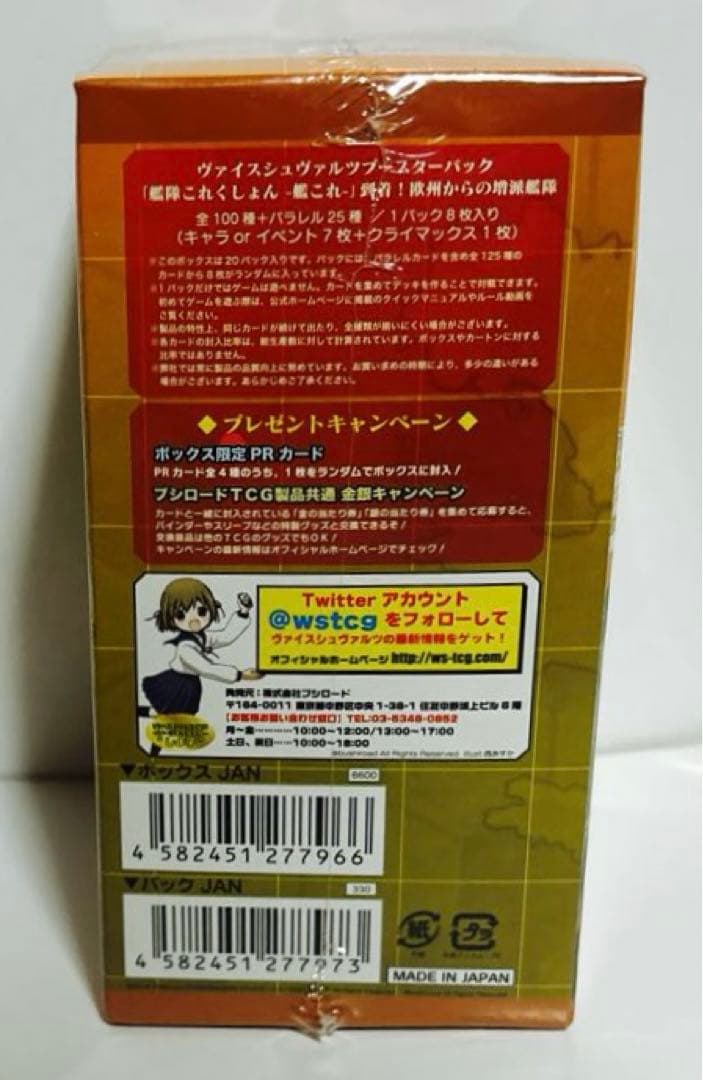 ヴァイスシュヴァルツブースターパック
「艦隊これくしょん -艦これ-」到着！欧州からの増派艦隊
全100種＋パラレル25種 ／ 1パック8枚入り
（キャラ or イベント7枚＋クライマックス1枚）
※このボックスは20パック入りです。パックには、パラレルカードを含め全125種の
カードから8枚がランダムに入っています。
※1パックだけではゲームは遊べません。カードを集めてデッキを作ることで対戦できます。
初めてゲームを遊ぶ際は、公式ホームページに掲載のクイックマニュアルやルール動画を
ご覧ください。
※製品の特性上、同じカードが続けて出たり、全種類が揃いにくい場合がございます。
※各カードの封入比率は、総生産数に対して計算されています。ボックスやカートンに対する
比率ではありません。
※弊社では常に製品の品質向上に努めています。お買い求めの時期により、多少の違いがある
場合がございます。あらかじめご了承ください。
◆ プレゼントキャンペーン ◆
ボックス限定PRカード
PRカード全4種のうち、1枚をランダムでボックスに封入！
ブシロードTCG製品共通 金銀キャンペーン
カードと一緒に封入されている「金の当たり券」「銀の当たり券」を集めて応募すると、
バインダーやスリーブなどの特製グッズと交換できるぞ！
交換景品は他のTCGのグッズでもOK！
キャンペーンの最新情報はオフィシャルホームページでチェック！
Twitter アカウント
@wstcg をフォローして
ヴァイスシュヴァルツの最新情報をゲット！
オフィシャルホームページ http://ws-tcg.com/
発売元：株式会社ブシロード
〒164-0011 東京都中野区中央1-38-1 住友中野坂上ビル6階
【お客様お問い合わせ窓口】TEL:03-5348-0852
月～金………10:00～12:00/13:00～17:00
土日、祝日……10:00～18:00
©bushiroad All Rights Reserved. illust:西あすか
▼ボックス JAN
6600
4 582451 277966
▼パック JAN
330
4 582451 277973
紙
プラ
MADE IN JAPAN